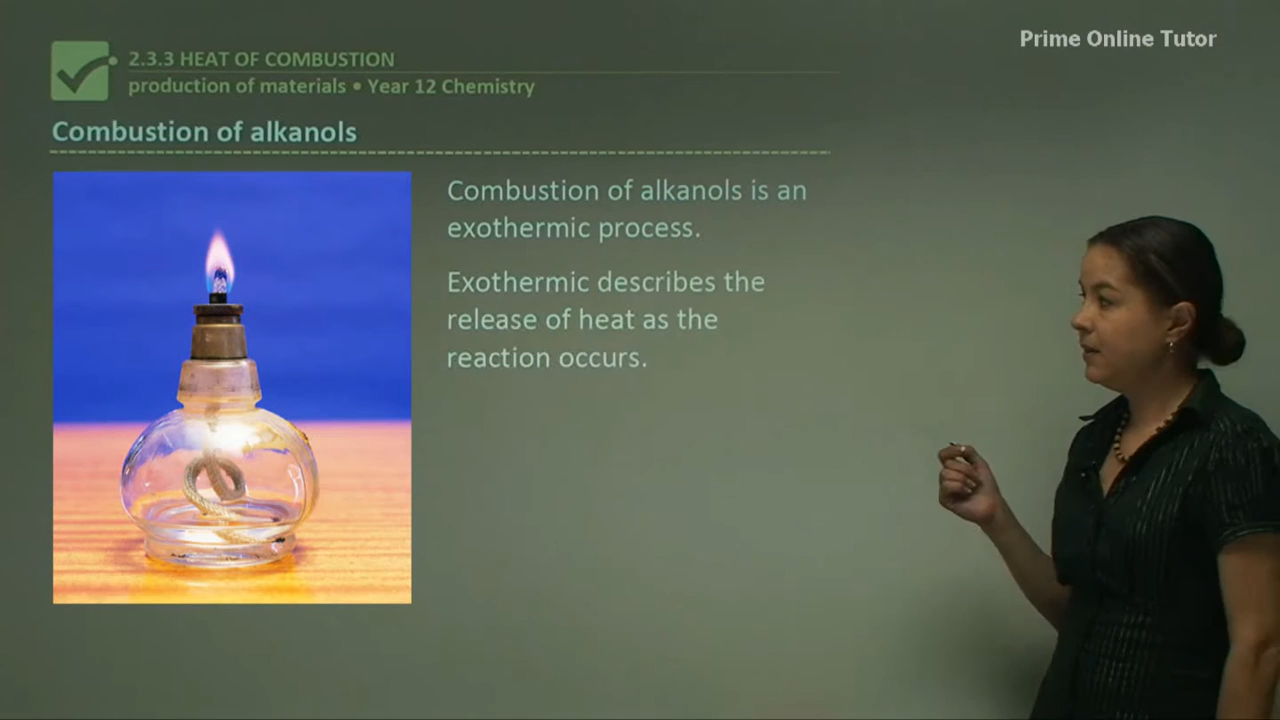 Prime Online Tutor
2.3.3 HEAT OF COMBUSTION
production of materials • Year 12 Chemistry
Combustion of alkanols
Combustion of alkanols is an
exothermic process.
Exothermic describes the
release of heat as the
reaction occurs.